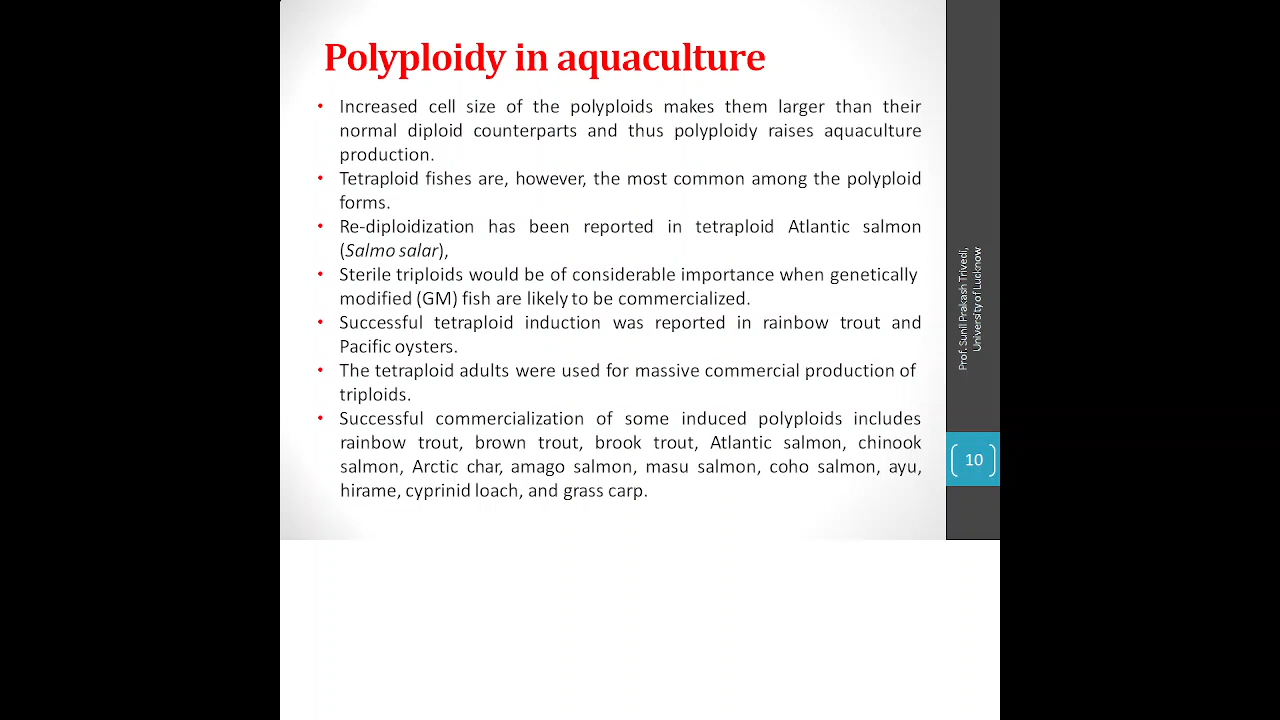 Polyploidy in aquaculture
• Increased cell size of the polyploids makes them larger than their
normal diploid counterparts and thus polyploidy raises aquaculture
production.
• Tetraploid fishes are, however, the most common among the polyploid
forms.
• Re-diploidization has been reported in tetraploid Atlantic salmon
(Salmo salar),
• Sterile triploids would be of considerable importance when genetically
modified (GM) fish are likely to be commercialized.
• Successful tetraploid induction was reported in rainbow trout and
Pacific oysters.
• The tetraploid adults were used for massive commercial production of
triploids.
• Successful commercialization of some induced polyploids includes
rainbow trout, brown trout, brook trout, Atlantic salmon, chinook
salmon, Arctic char, amago salmon, masu salmon, coho salmon, ayu,
hirame, cyprinid loach, and grass carp.
Prof. Sunil Prakash Trivedi,
University of Lucknow
10